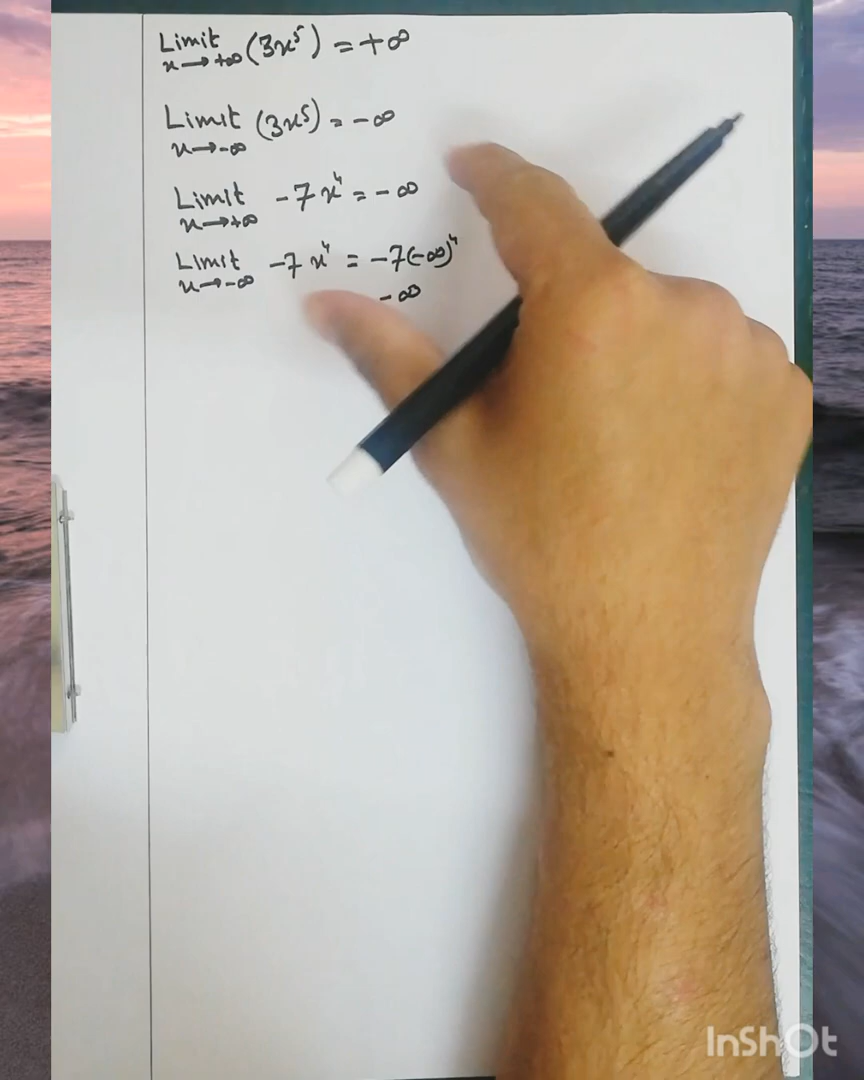 Limit (3x⁵) = +∞
x→+∞
Limit (3x⁵) = -∞
x→-∞
Limit -7x⁴ = -∞
x→+∞
Limit -7x⁴ = -7(-∞)⁴
x→-∞
-∞
InShOt